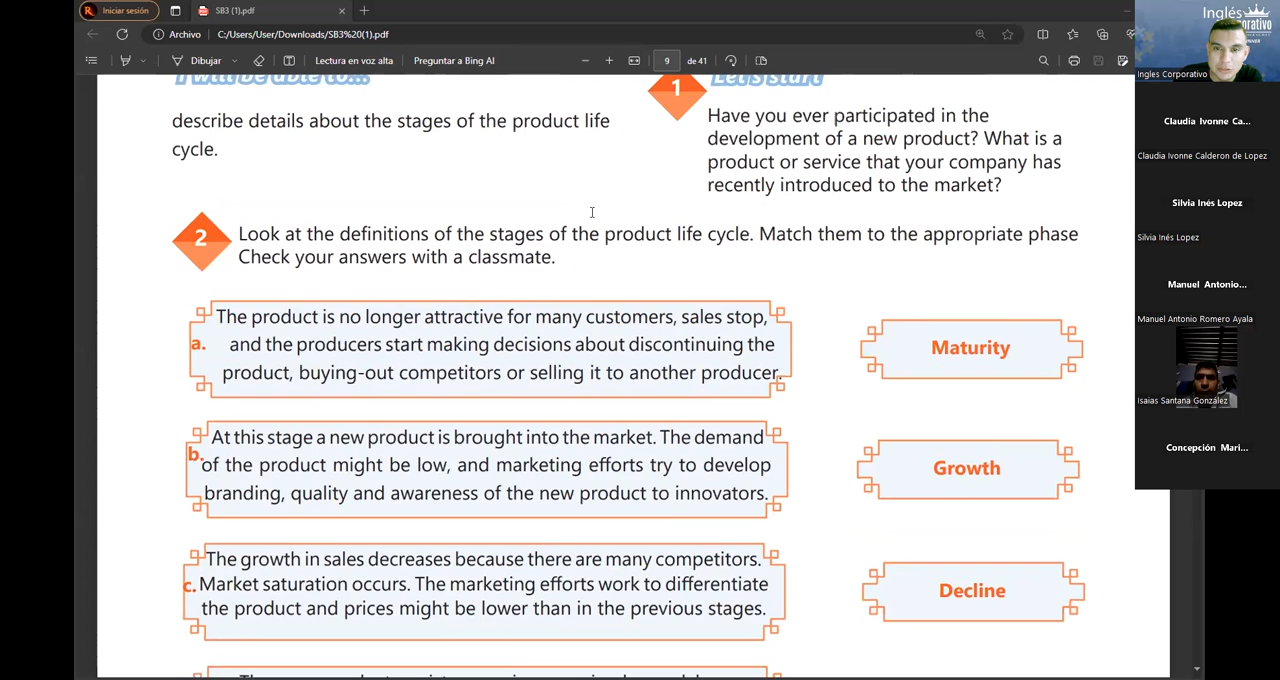 Iniciar sesión
SB3 (1).pdf
Archivo
C:/Users/User/Downloads/SB3%20(1).pdf
Dibujar
Lectura en voz alta
Preguntar a Bing AI
9
de 41
I will be able to...
describe details about the stages of the product life
cycle.
1
Let's start
Have you ever participated in the
development of a new product? What is a
product or service that your company has
recently introduced to the market?
2
Look at the definitions of the stages of the product life cycle. Match them to the appropriate phase
Check your answers with a classmate.
a.
The product is no longer attractive for many customers, sales stop,
and the producers start making decisions about discontinuing the
product, buying-out competitors or selling it to another producer.
Maturity
b.
At this stage a new product is brought into the market. The demand
of the product might be low, and marketing efforts try to develop
branding, quality and awareness of the new product to innovators.
Growth
c.
The growth in sales decreases because there are many competitors.
Market saturation occurs. The marketing efforts work to differentiate
the product and prices might be lower than in the previous stages.
Decline
Inglés
Corporativo
Ingles Corporativo
Claudia Ivonne Ca...
Claudia Ivonne Calderon de Lopez
Silvia Inés Lopez
Silvia Inés Lopez
Manuel Antonio...
Manuel Antonio Romero Ayala
Isaias Santana González
Concepción Mari...